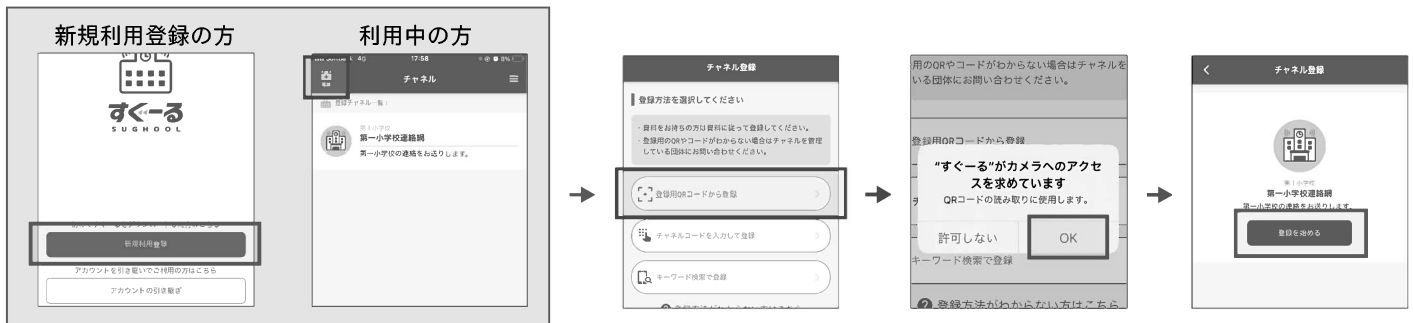 新規利用登録の方
すぐーる
SUGHOOL
新規利用登録
アカウントを引き継いでご利用の方はこちら
アカウントの引き継ぎ
利用中の方
4G 17:58 8%
チャネル
登録チャネル一覧：
第一小学校
第一小学校連絡網
第一小学校の連絡をお送りします。
チャネル登録
登録方法を選択してください
・資料をお持ちの方は資料に従って登録してください。
・登録用のQRやコードがわからない場合はチャネルを管理
している団体にお問い合わせください。
登録用QRコードから登録
チャネルコードを入力して登録
キーワード検索で登録
用のQRやコードがわからない場合はチャネルを
いる団体にお問い合わせください。
登録用QRコードから登録
“すぐーる”がカメラへのアクセ
スを求めています
QRコードの読み取りに使用します。
許可しない OK
キーワード検索で登録
登録方法がわからない方はこちら
チャネル登録
第一小学校
第一小学校連絡網
第一小学校の連絡をお送りします。
登録を始める